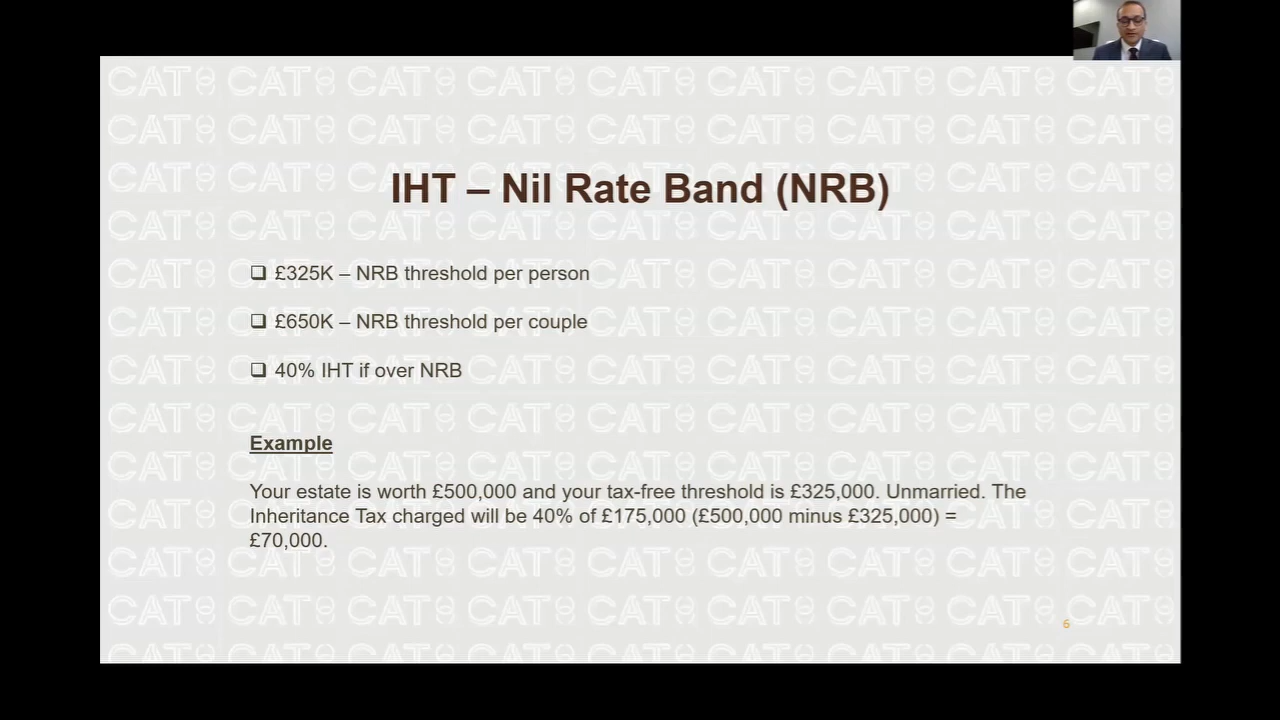 IHT – Nil Rate Band (NRB)
❑ £325K – NRB threshold per person
❑ £650K – NRB threshold per couple
❑ 40% IHT if over NRB
Example
Your estate is worth £500,000 and your tax-free threshold is £325,000. Unmarried. The
Inheritance Tax charged will be 40% of £175,000 (£500,000 minus £325,000) =
£70,000.
6